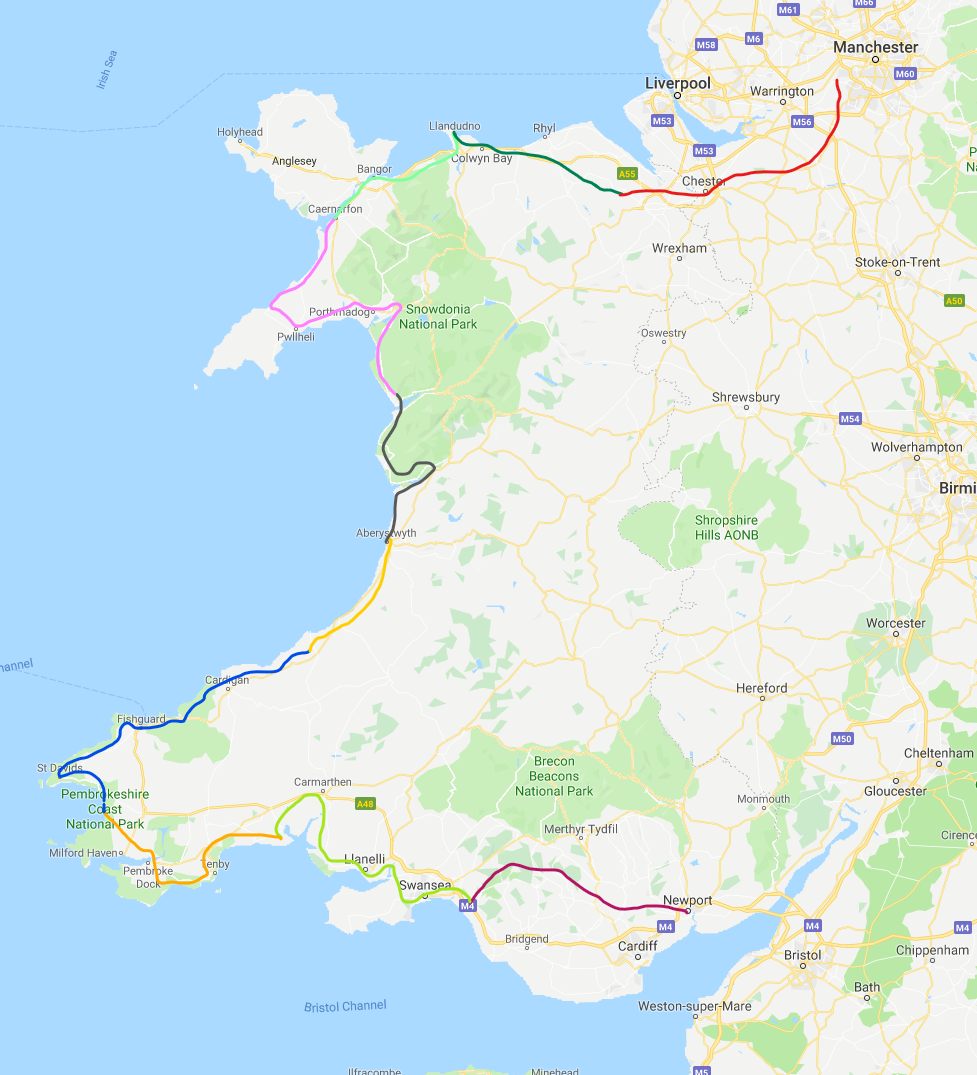 M66
M61
M6
M58
Manchester
M60
Irish Sea
Liverpool
Warrington
M53
M56
Llandudno
Rhyl
Holyhead
Colwyn Bay
M53
Anglesey
Bangor
A55
Chester
Caernarfon
Wrexham
Stoke-on-Trent
A50
Porthmadog
Snowdonia
National Park
Pwllheli
Oswestry
Shrewsbury
M54
Wolverhampton
Birmi
Aberystwyth
Shropshire
Hills AONB
Worcester
hannel
Cardigan
Hereford
Fishguard
M50
Cheltenham
St Davids
Brecon
Beacons
National Park
Carmarthen
Gloucester
Pembrokeshire
Coast
National Park
A48
Monmouth
Merthyr Tydfil
Cirence
Milford Haven
Llanelli
Tenby
Pembroke
Dock
Swansea
M4
Newport
M4
M4
M4
Bridgend
Cardiff
Chippenham
Bristol
Bath
Bristol Channel
Weston-super-Mare
Ilfracombe
Minehead
M5